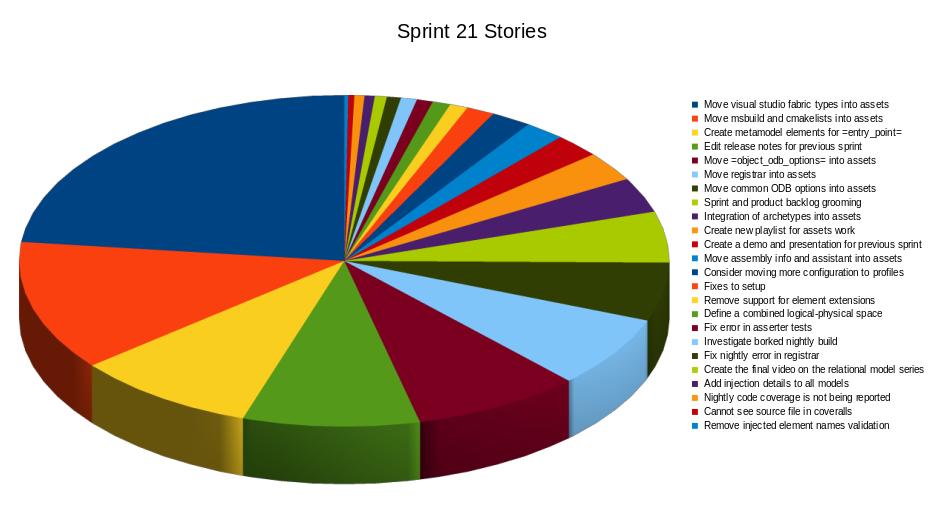 Sprint 21 Stories
Move visual studio fabric types into assets
Move msbuild and cmakelists into assets
Create metamodel elements for =entry_point=
Edit release notes for previous sprint
Move =object_odb_options= into assets
Move registrar into assets
Move common ODB options into assets
Sprint and product backlog grooming
Integration of archetypes into assets
Create new playlist for assets work
Create a demo and presentation for previous sprint
Move assembly info and assistant into assets
Consider moving more configuration to profiles
Fixes to setup
Remove support for element extensions
Define a combined logical-physical space
Fix error in asserter tests
Investigate borked nightly build
Fix nightly error in registrar
Create the final video on the relational model series
Add injection details to all models
Nightly code coverage is not being reported
Cannot see source file in coveralls
Remove injected element names validation